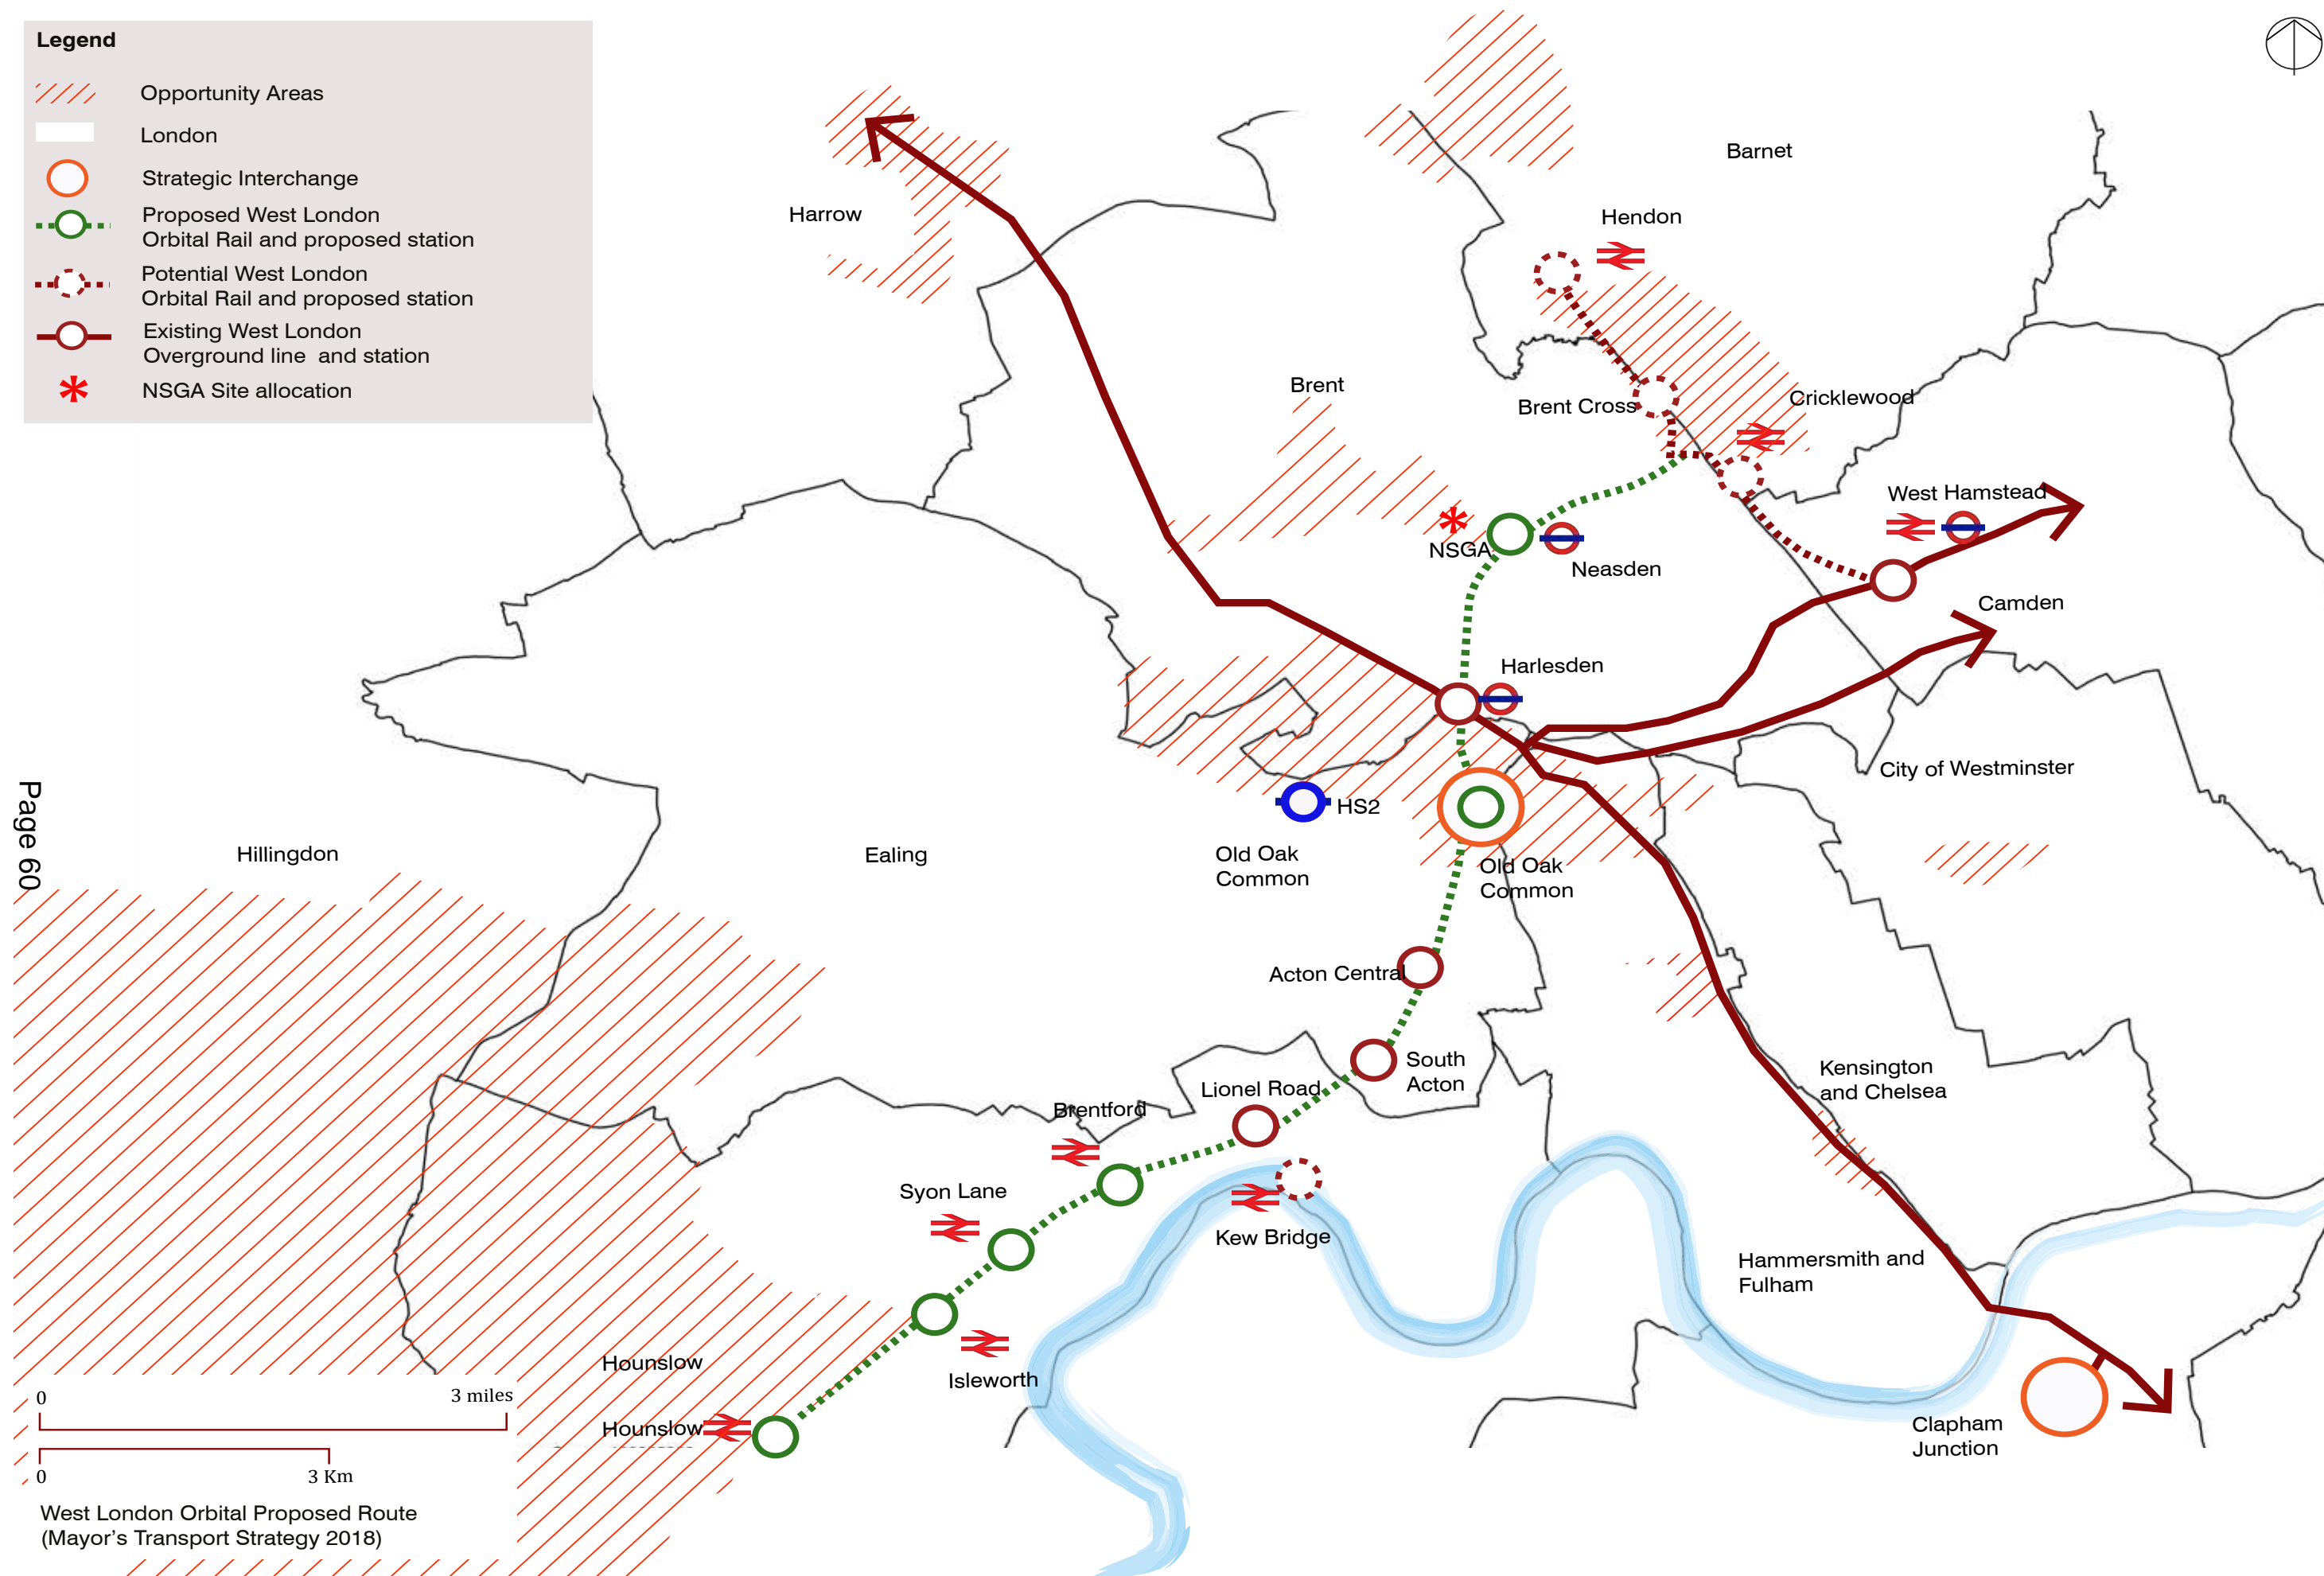 Legend
Opportunity Areas
London
Strategic Interchange
Proposed West London
Orbital Rail and proposed station
Potential West London
Orbital Rail and proposed station
Existing West London
Overground line and station
* NSGA Site allocation
Barnet
Harrow
Hendon
Brent
Brent Cross
Cricklewood
West Hamstead
*
NSGA
Neasden
Camden
Harlesden
City of Westminster
HS2
Page 60
Hillingdon
Ealing
Old Oak
Common
Old Oak
Common
Acton Central
South
Acton
Kensington
and Chelsea
Lionel Road
Brentford
Syon Lane
Kew Bridge
Hammersmith and
Fulham
Hounslow
Isleworth
Hounslow
Clapham
Junction
0 3 miles
0 3 Km
West London Orbital Proposed Route
(Mayor's Transport Strategy 2018)